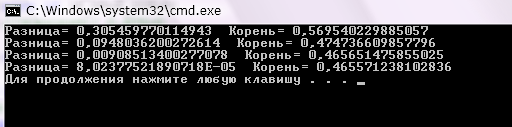 C:\Windows\system32\cmd.exe
Разница= 0,305459770114943  Корень= 0,569540229885057
Разница= 0,0948036200272614  Корень= 0,474736609857796
Разница= 0,00908513400277078  Корень= 0,465651475855025
Разница= 8,02377521890718E-05  Корень= 0,465571238102836
Для продолжения нажмите любую клавишу . . . _